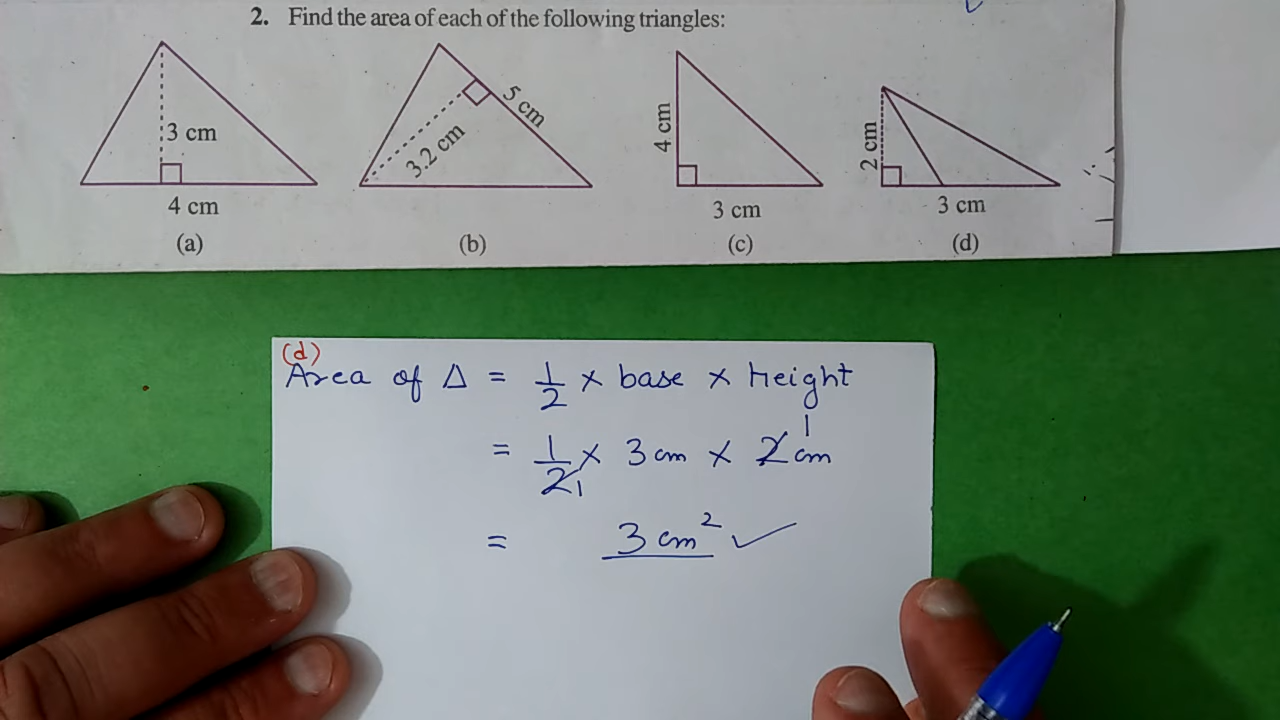 2. Find the area of each of the following triangles:
3 cm
4 cm
(a)
5 cm
3.2 cm
(b)
4 cm
3 cm
(c)
2 cm
3 cm
(d)
(d)
Area of Δ = 1/2 × base × height
= 1/2 1 × 3 cm × 2 1 cm
= 3 cm² ✓